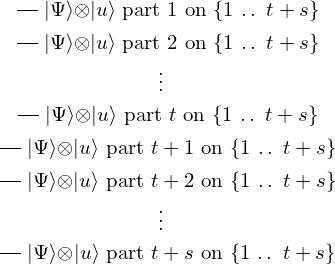 — |Ψ⟩⊗|u⟩ part 1 on {1 .. t+s}
— |Ψ⟩⊗|u⟩ part 2 on {1 .. t+s}
⋮
— |Ψ⟩⊗|u⟩ part t on {1 .. t+s}
— |Ψ⟩⊗|u⟩ part t+1 on {1 .. t+s}
— |Ψ⟩⊗|u⟩ part t+2 on {1 .. t+s}
⋮
— |Ψ⟩⊗|u⟩ part t+s on {1 .. t+s}